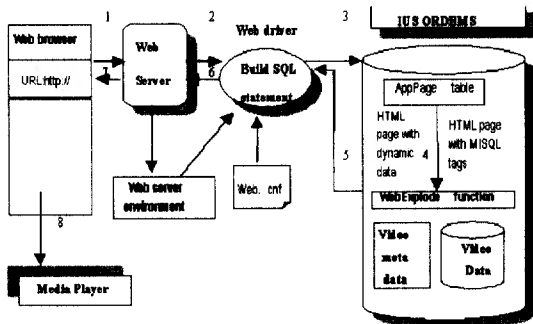 1
2
3
Web browser
URL:http://
Web
Server
7
6
Web driver
Build SQL
statement
IUS ORDBMS
AppPage table
HTML
page with
dynamic
data
4
HTML page
with MISQL
tags
5
WebExplode function
Web server
environment
Web. cnf
8
Media Player
meta
data
Data